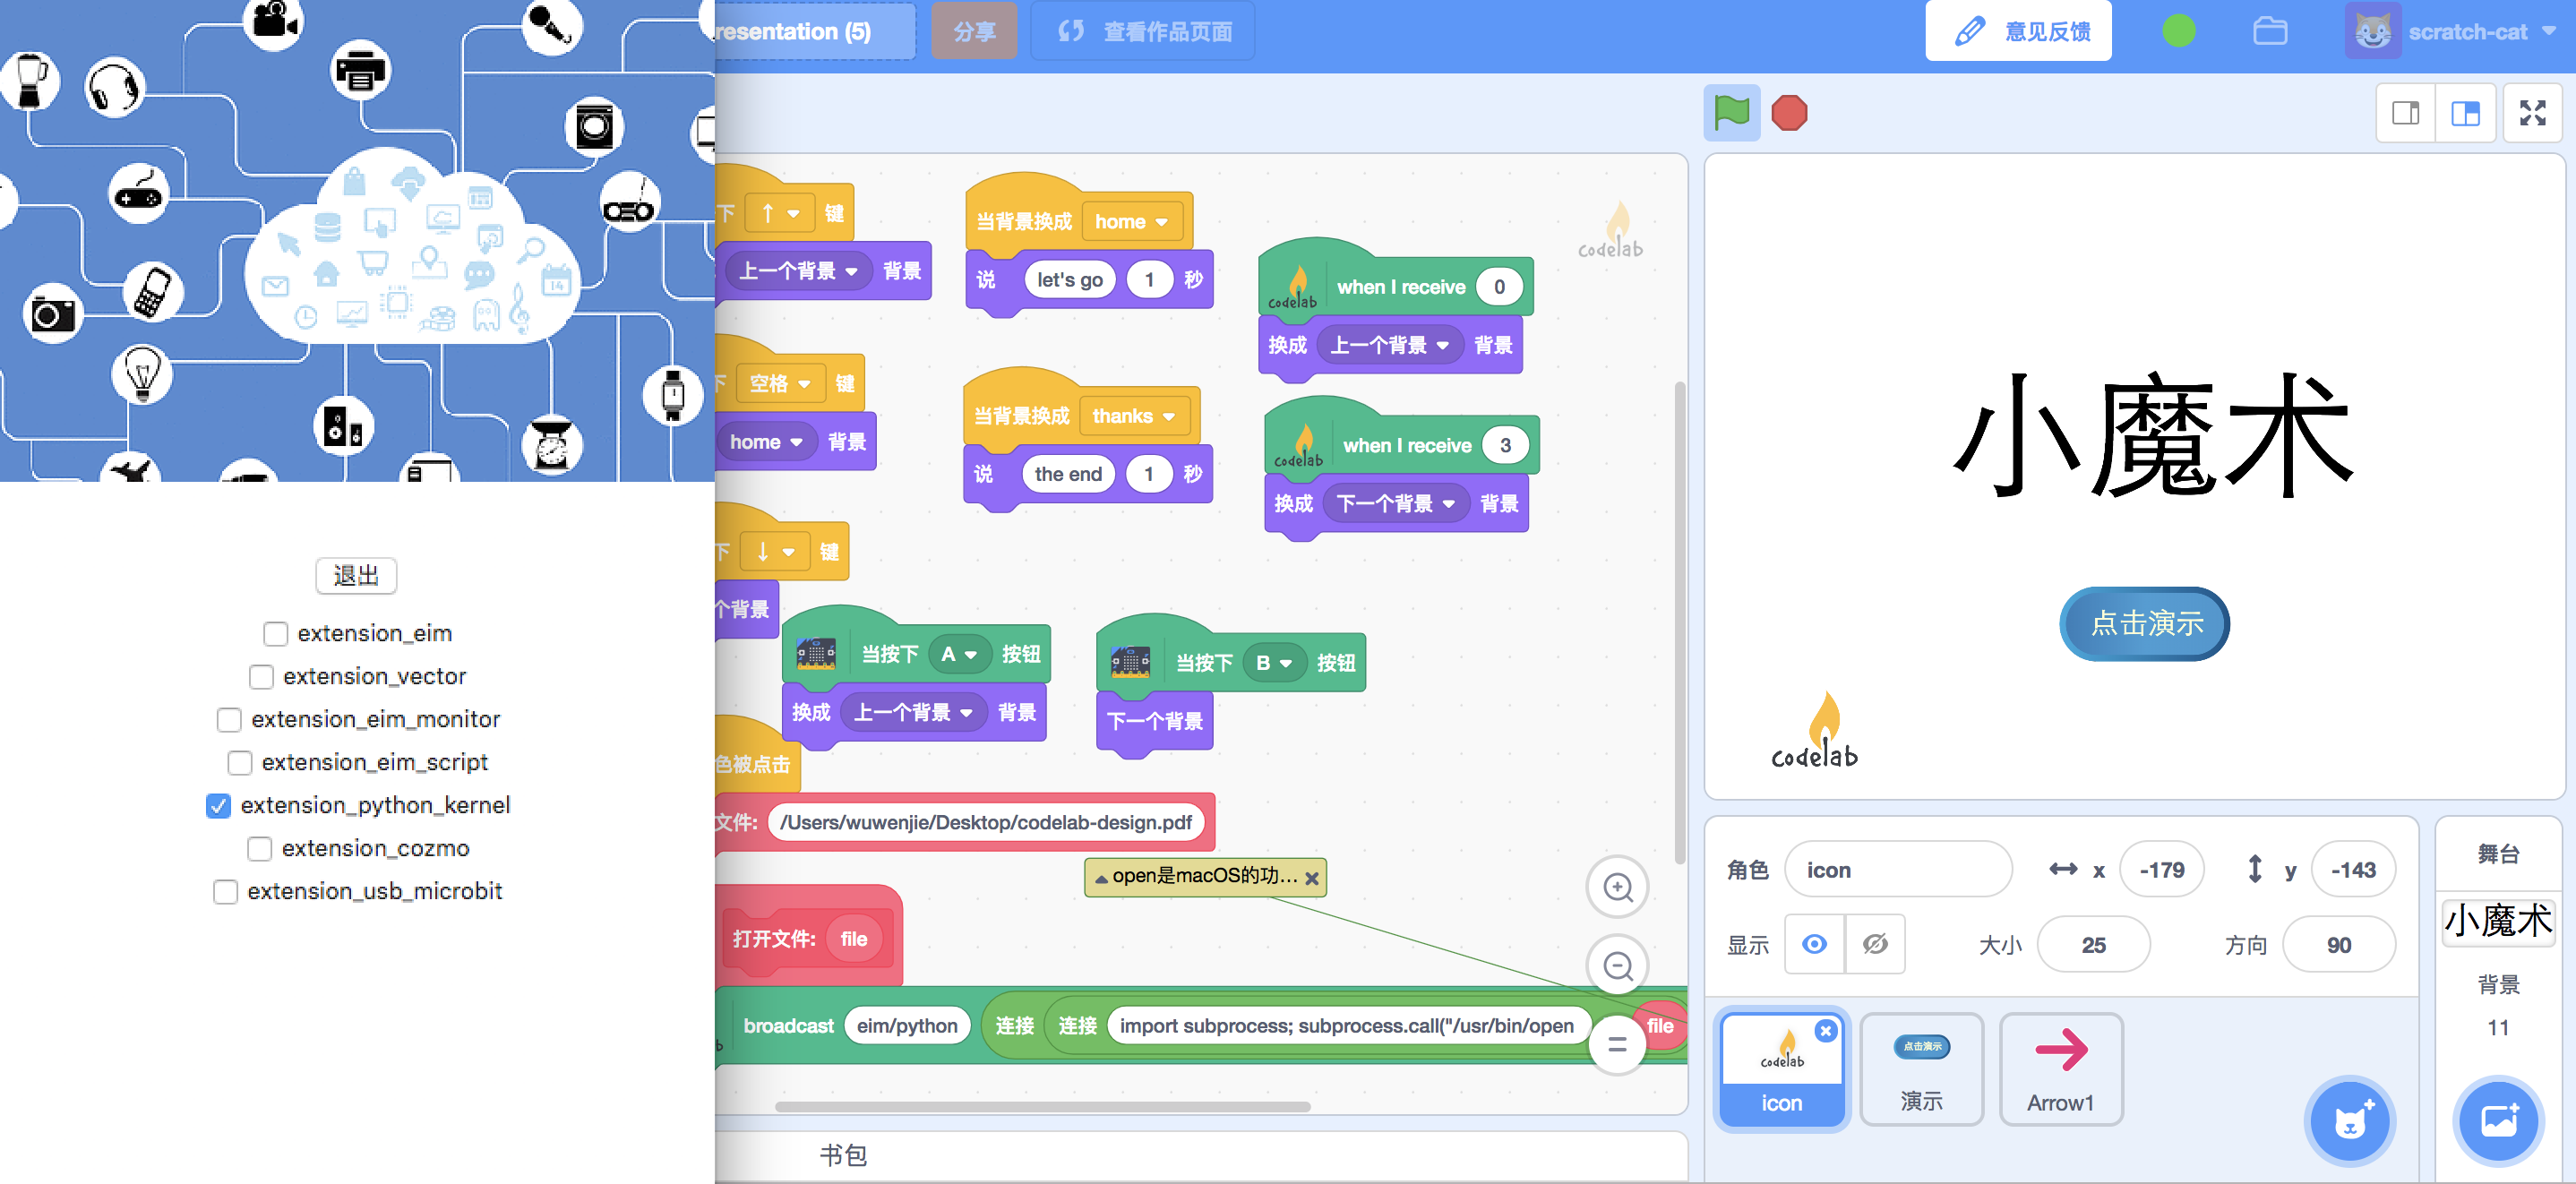 resentation (5)
分享
查看作品页面
意见反馈
scratch-cat
下 ↑ 键
上一个背景 背景
当背景换成 home
说 let's go 1 秒
codelab
codelab when I receive 0
换成 上一个背景 背景
下 空格 键
home 背景
当背景换成 thanks
说 the end 1 秒
codelab when I receive 3
换成 下一个背景 背景
下 ↓ 键
个背景
当按下 A 按钮
换成 上一个背景 背景
当按下 B 按钮
下一个背景
色被点击
文件: /Users/wuwenjie/Desktop/codelab-design.pdf
open是macOS的功...
打开文件: file
b broadcast eim/python 连接 连接 import subprocess; subprocess.call("/usr/bin/open file
书包
14
退出
extension_eim
extension_vector
extension_eim_monitor
extension_eim_script
extension_python_kernel
extension_cozmo
extension_usb_microbit
小魔术
点击演示
codelab
角色 icon x -179 y -143
显示 大小 25 方向 90
codelab
icon
点击演示
演示
Arrow1
舞台
小魔术
背景
11